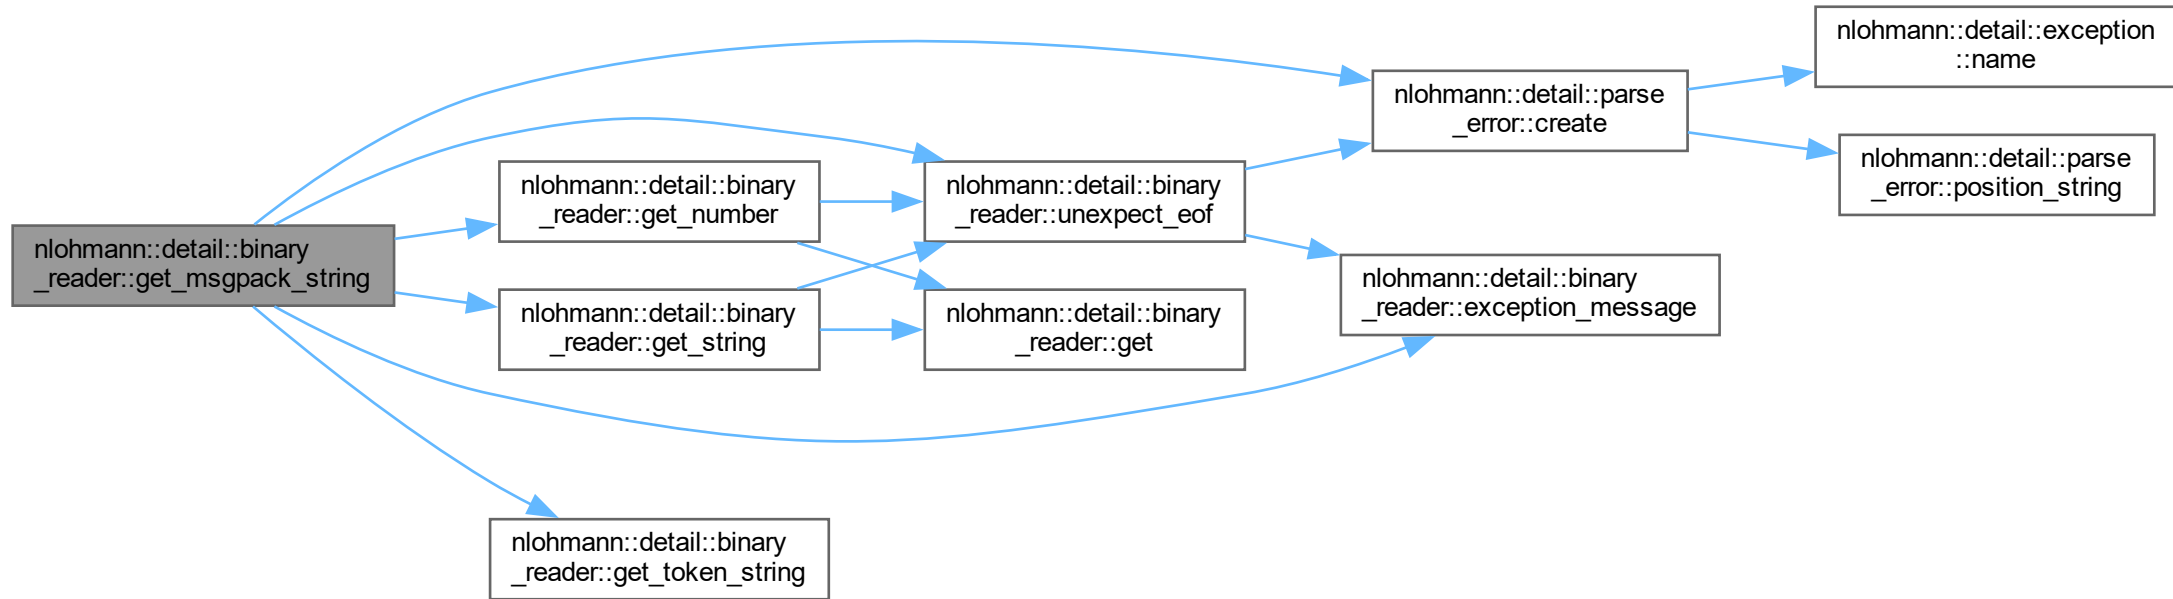 nlohmann::detail::binary
_reader::get_msgpack_string
nlohmann::detail::binary
_reader::get_number
nlohmann::detail::binary
_reader::get_string
nlohmann::detail::binary
_reader::get_token_string
nlohmann::detail::binary
_reader::unexpect_eof
nlohmann::detail::binary
_reader::get
nlohmann::detail::parse
_error::create
nlohmann::detail::binary
_reader::exception_message
nlohmann::detail::exception
::name
nlohmann::detail::parse
_error::position_string